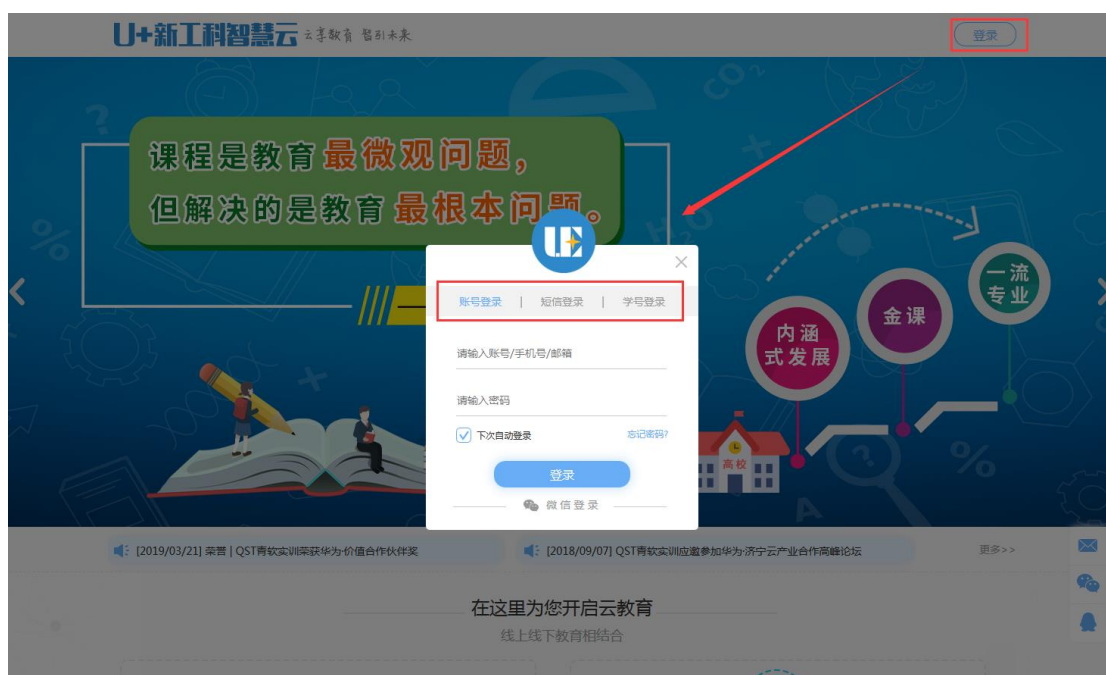 U+新工科智慧云 云享教育 智引未来
登录
课程是教育最微观问题，
但解决的是教育最根本问题。
账号登录 | 短信登录 | 学号登录
请输入账号/手机号/邮箱
请输入密码
下次自动登录 忘记密码?
登录
微信登录
一流
专业
金课
内涵
式发展
高校
CO2
H2O
[2019/03/21] 荣誉 | QST青软实训荣获华为·价值合作伙伴奖
[2018/09/07] QST青软实训应邀参加华为·济宁云产业合作高峰论坛
更多>>
在这里为您开启云教育
线上线下教育相结合